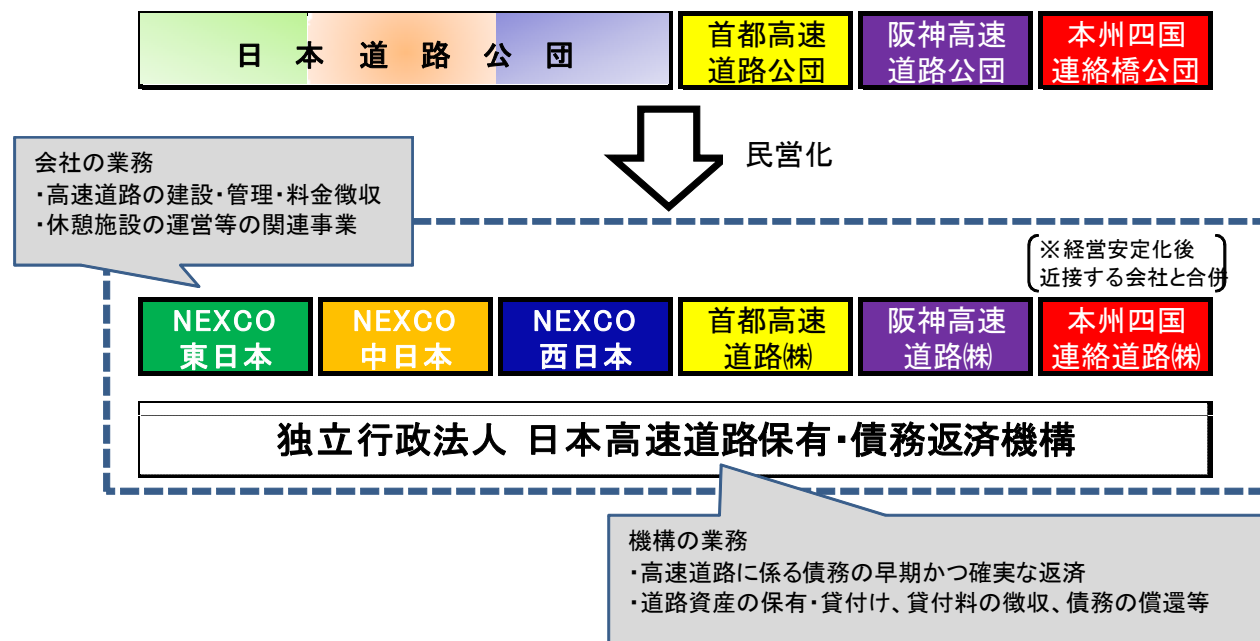 日本道路公団
首都高速
道路公団
阪神高速
道路公団
本州四国
連絡橋公団
民営化
会社の業務
・高速道路の建設・管理・料金徴収
・休憩施設の運営等の関連事業
※経営安定化後
近接する会社と合併
NEXCO
東日本
NEXCO
中日本
NEXCO
西日本
首都高速
道路㈱
阪神高速
道路㈱
本州四国
連絡道路㈱
独立行政法人 日本高速道路保有・債務返済機構
機構の業務
・高速道路に係る債務の早期かつ確実な返済
・道路資産の保有・貸付け、貸付料の徴収、債務の償還等